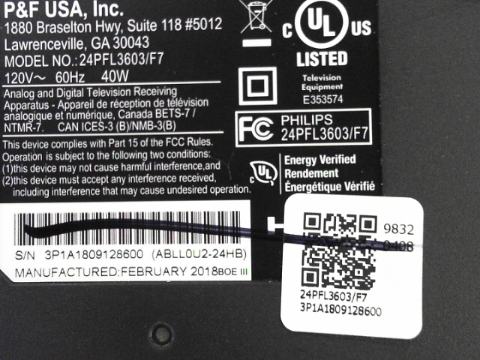 P&F USA, Inc.
1880 Braselton Hwy, Suite 118 #5012
Lawrenceville, GA 30043
MODEL NO.:24PFL3603/F7
120V~ 60Hz 40W
Analog and Digital Television Receiving
Apparatus - Appareil de réception de télévision
analogique et numérique, Canada BETS-7 /
NTMR-7. CAN ICES-3 (B)/NMB-3(B)
This device complies with Part 15 of the FCC Rules.
Operation is subject to the following two conditions:
(1)this device may not cause harmful interference,and
(2)this device must accept any interference received,
including interference that may cause undesired operation.
C UL US
LISTED
Television
Equipment
E353574
FC PHILIPS
24PFL3603/F7
UL Energy Verified
Rendement
Énergétique Vérifié
S/N 3P1A1809128600 (ABLL0U2-24HB)
MANUFACTURED:FEBRUARY 2018 BOE III
9832
0408
24PFL3603/F7
3P1A1809128600